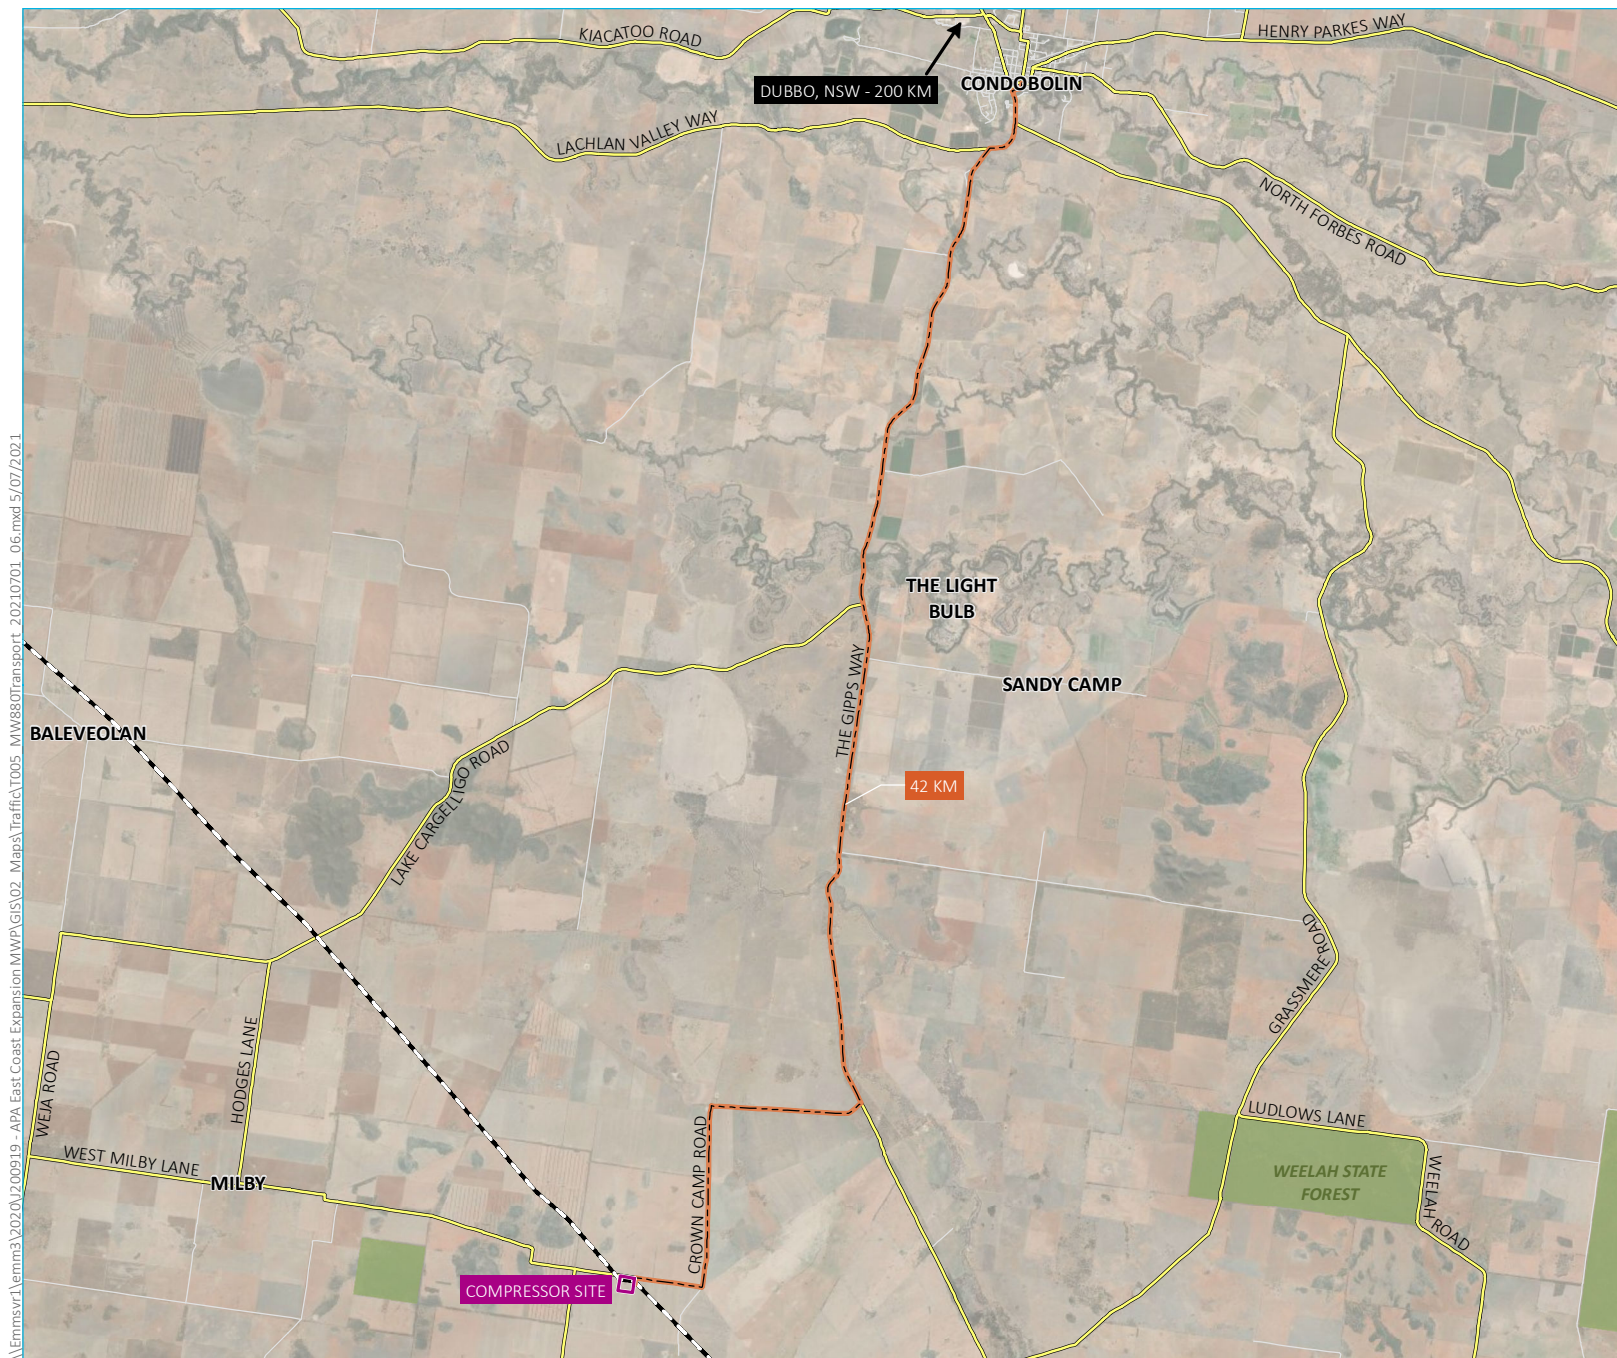 KIACATOO ROAD
HENRY PARKES WAY
DUBBO, NSW - 200 KM
CONDOBOLIN
LACHLAN VALLEY WAY
NORTH FORBES ROAD
THE LIGHT
BULB
THE GIPPS WAY
SANDY CAMP
BALEVEOLAN
LAKE CARGELLIGO ROAD
42 KM
GRASSMERE ROAD
WEJA ROAD
HODGES LANE
WEST MILBY LANE
MILBY
CROWN CAMP ROAD
LUDLOWS LANE
WEELAH STATE
FOREST
WEELAH ROAD
COMPRESSOR SITE
\\Emmsvr1\emm3\2020\J200919 - APA East Coast Expansion MWP\GIS\02_Maps\Traffic\T005_MW880Transport_20210701_06.mxd 5/07/2021